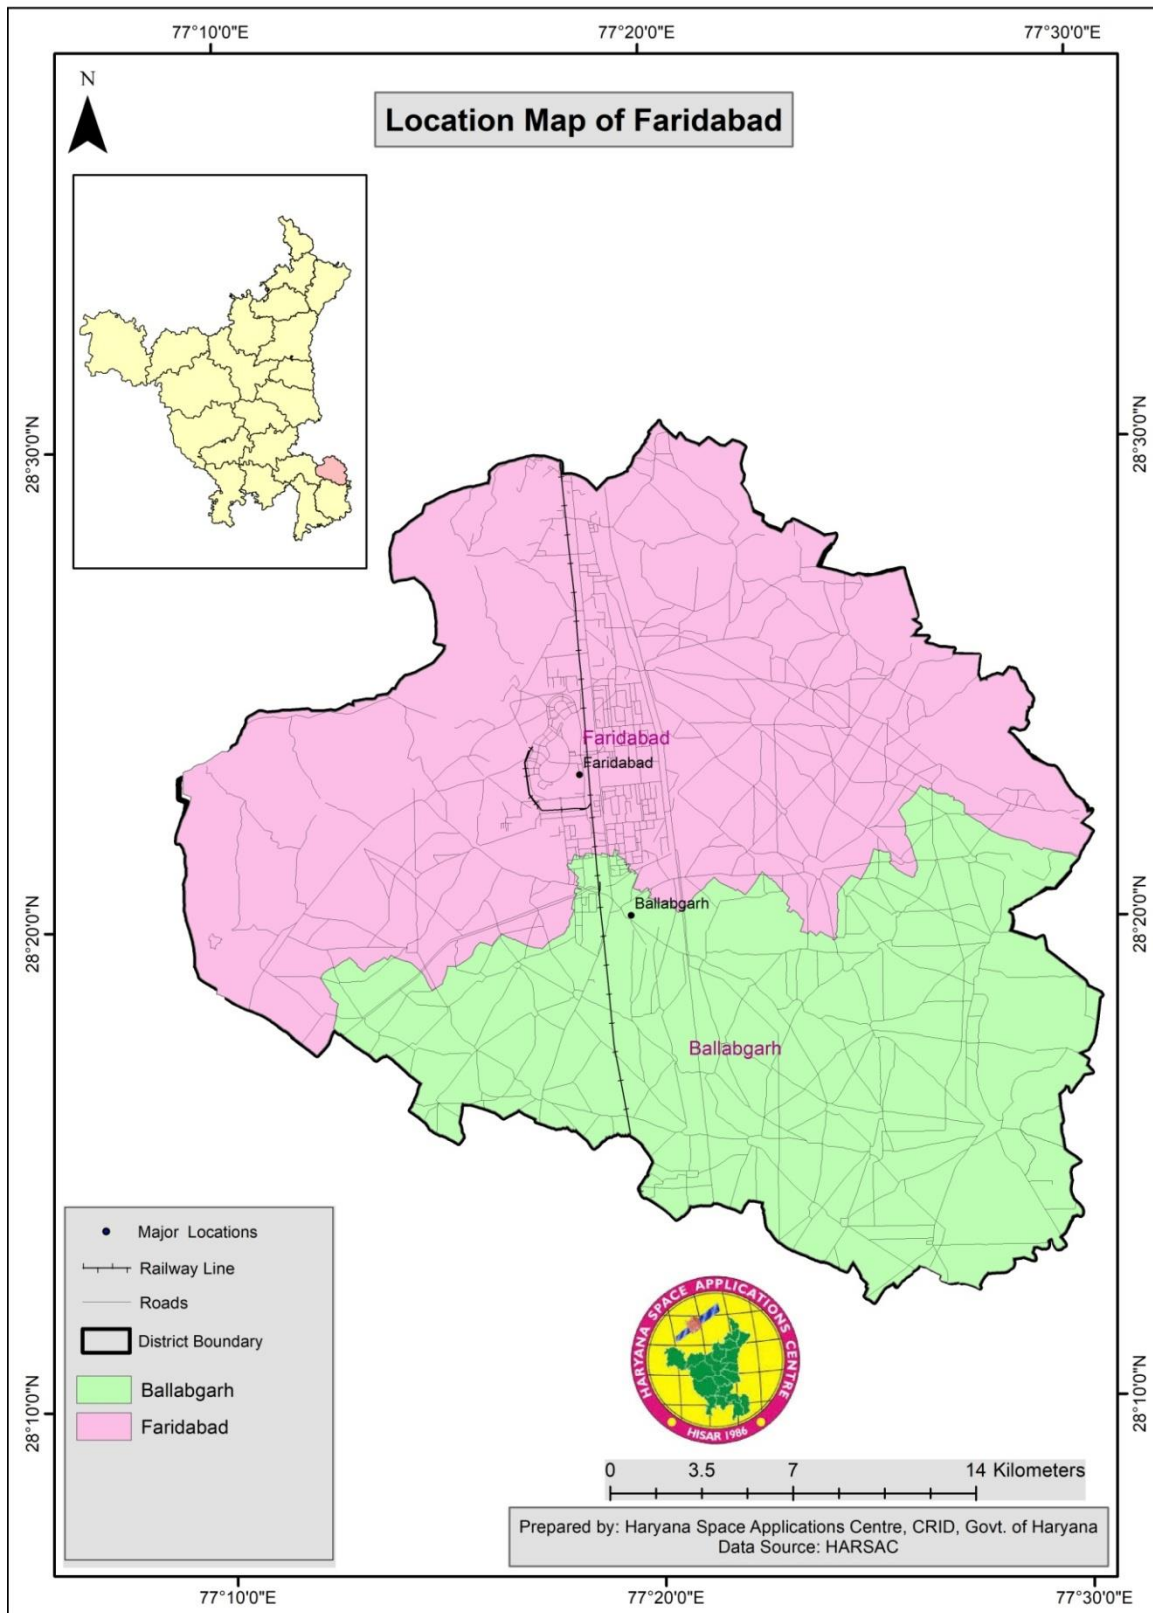 77°10'0"E
77°20'0"E
77°30'0"E
N
Location Map of Faridabad
28°30'0"N
28°30'0"N
Faridabad
Faridabad
Ballabgarh
28°20'0"N
28°20'0"N
Ballabgarh
Major Locations
Railway Line
Roads
District Boundary
Ballabgarh
Faridabad
HARYANA SPACE APPLICATIONS CENTRE
HISAR 1986
28°10'0"N
28°10'0"N
0 3.5 7 14 Kilometers
Prepared by: Haryana Space Applications Centre, CRID, Govt. of Haryana
Data Source: HARSAC
77°10'0"E
77°20'0"E
77°30'0"E